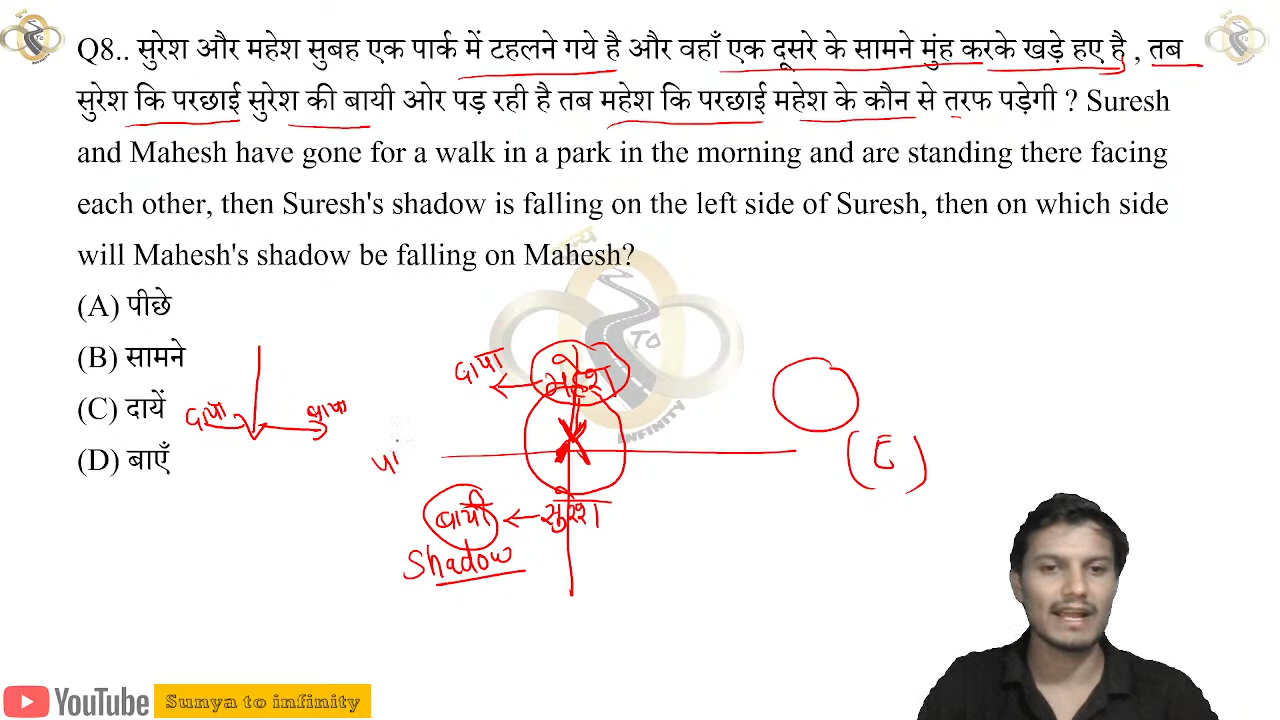 Q8.. सुरेश और महेश सुबह एक पार्क में टहलने गये है और वहाँ एक दूसरे के सामने मुंह करके खड़े हुए है , तब
सुरेश कि परछाई सुरेश की बायी ओर पड़ रही है तब महेश कि परछाई महेश के कौन से तरफ पड़ेगी ? Suresh
and Mahesh have gone for a walk in a park in the morning and are standing there facing
each other, then Suresh's shadow is falling on the left side of Suresh, then on which side
will Mahesh's shadow be falling on Mahesh?
(A) पीछे
(B) सामने
(C) दायें
(D) बाएँ
दाया
महेश
दाया
बाया
(E)
बायी
सुरेश
Shadow
शून्य
TO
INFINITY
YouTube
Sunya to infinity